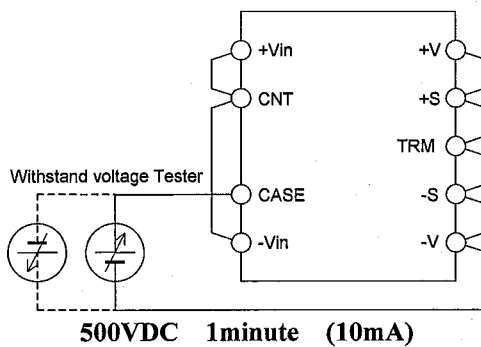 +Vin +V
CNT +S
TRM
Withstand voltage Tester
CASE -S
-Vin -V
500VDC 1minute (10mA)